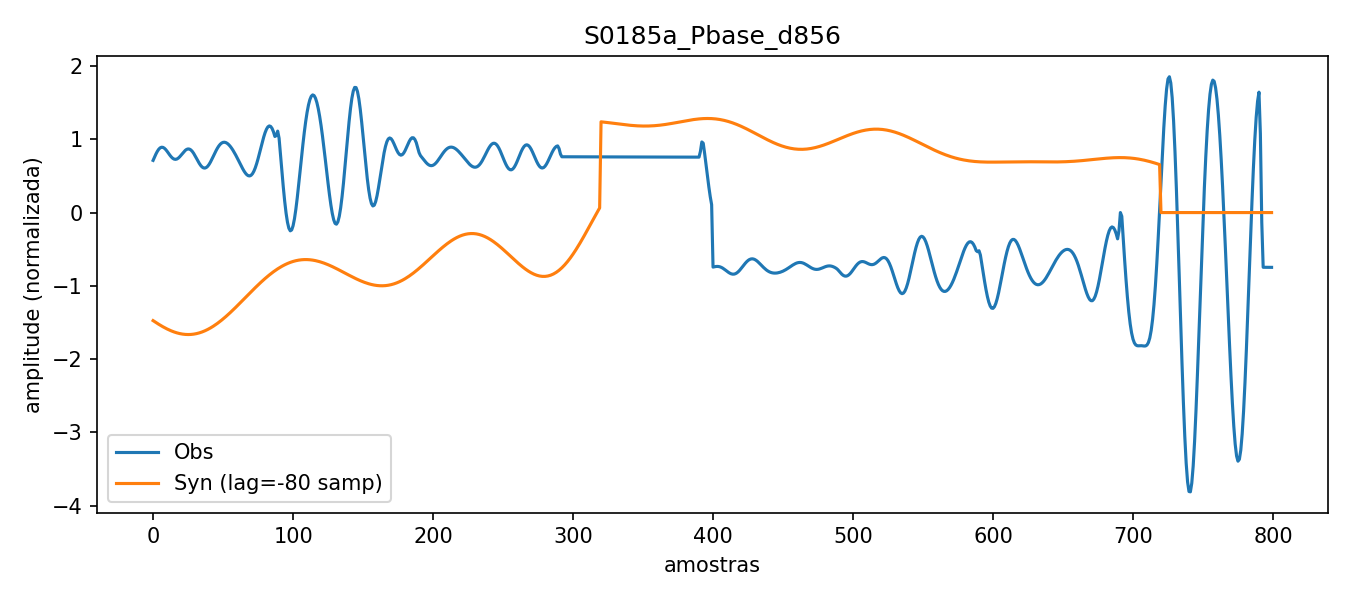 S0185a_Pbase_d856
amplitude (normalizada)
2
1
0
−1
−2
−3
−4
Obs
Syn (lag=-80 samp)
0 100 200 300 400 500 600 700 800
amostras